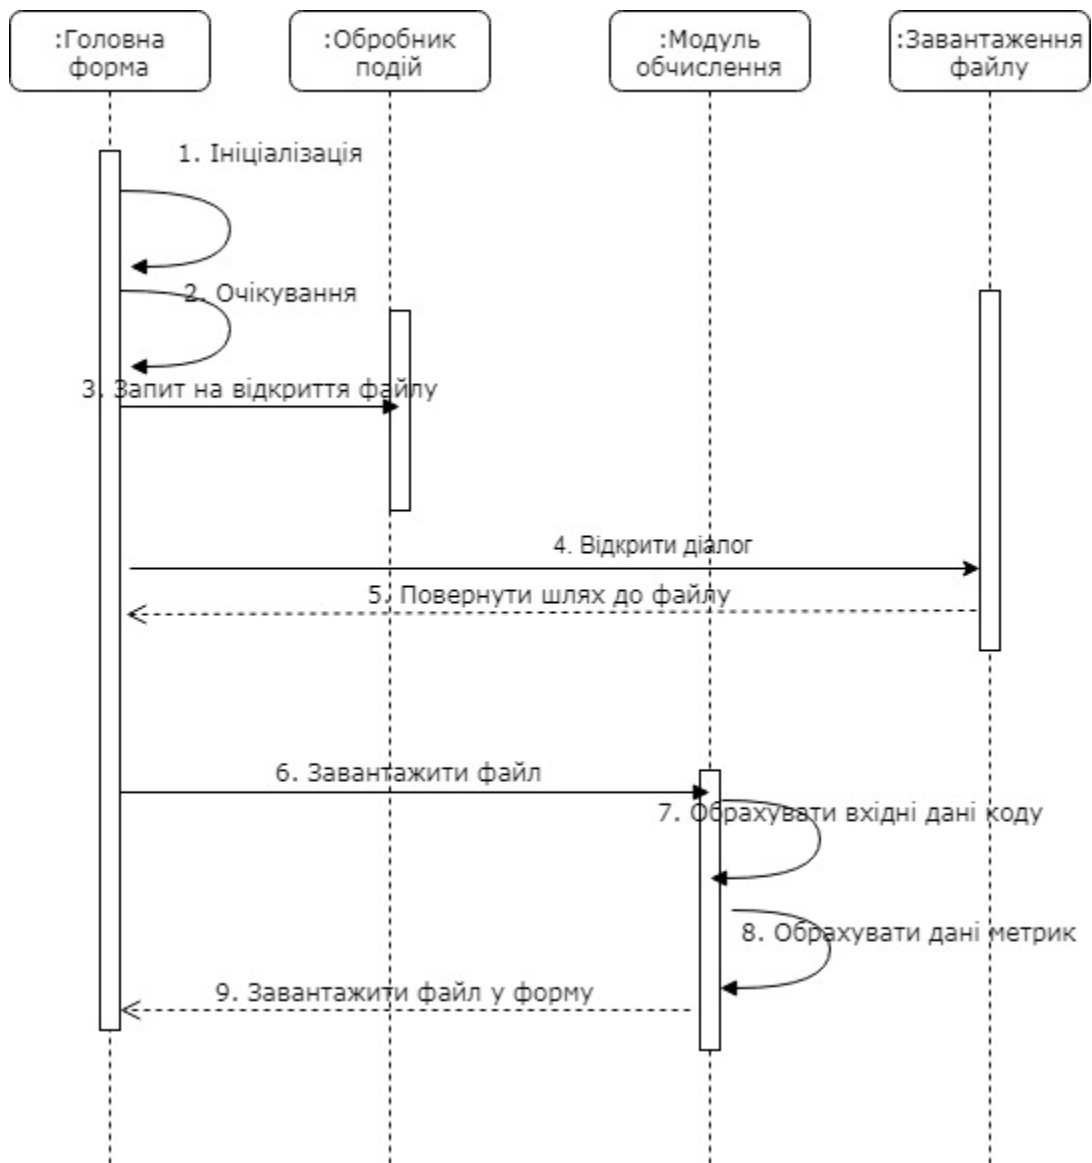 :Головна
форма
:Обробник
подій
:Модуль
обчислення
:Завантаження
файлу
1. Ініціалізація
2. Очікування
3. Запит на відкриття файлу
4. Відкрити діалог
5. Повернути шлях до файлу
6. Завантажити файл
7. Обрахувати вхідні дані коду
8. Обрахувати дані метрик
9. Завантажити файл у форму